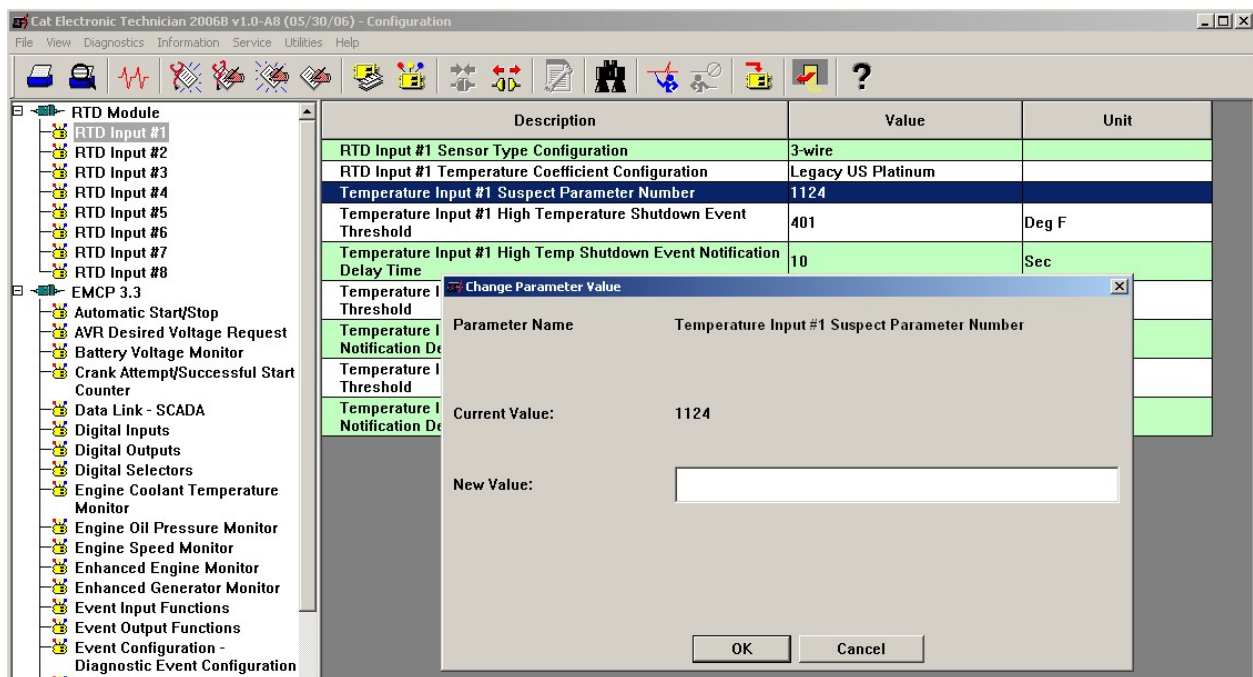 Cat Electronic Technician 2006B v1.0-A8 (05/30/06) - Configuration
File View Diagnostics Information Service Utilities Help
RTD Module
RTD Input #1
RTD Input #2
RTD Input #3
RTD Input #4
RTD Input #5
RTD Input #6
RTD Input #7
RTD Input #8
EMCP 3.3
Automatic Start/Stop
AVR Desired Voltage Request
Battery Voltage Monitor
Crank Attempt/Successful Start
Counter
Data Link - SCADA
Digital Inputs
Digital Outputs
Digital Selectors
Engine Coolant Temperature
Monitor
Engine Oil Pressure Monitor
Engine Speed Monitor
Enhanced Engine Monitor
Enhanced Generator Monitor
Event Input Functions
Event Output Functions
Event Configuration -
Diagnostic Event Configuration
Description Value Unit
RTD Input #1 Sensor Type Configuration 3-wire
RTD Input #1 Temperature Coefficient Configuration Legacy US Platinum
Temperature Input #1 Suspect Parameter Number 1124
Temperature Input #1 High Temperature Shutdown Event
Threshold 401 Deg F
Temperature Input #1 High Temp Shutdown Event Notification
Delay Time 10 Sec
Temperature I
Threshold
Temperature I
Notification De
Temperature I
Threshold
Temperature I
Notification De
Change Parameter Value
Parameter Name Temperature Input #1 Suspect Parameter Number
Current Value: 1124
New Value:
OK Cancel